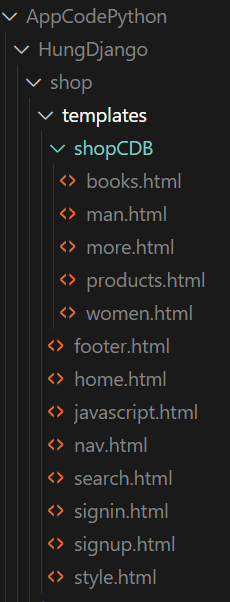 AppCodePython
HungDjango
shop
templates
shopCDB
books.html
man.html
more.html
products.html
women.html
footer.html
home.html
javascript.html
nav.html
search.html
signin.html
signup.html
style.html